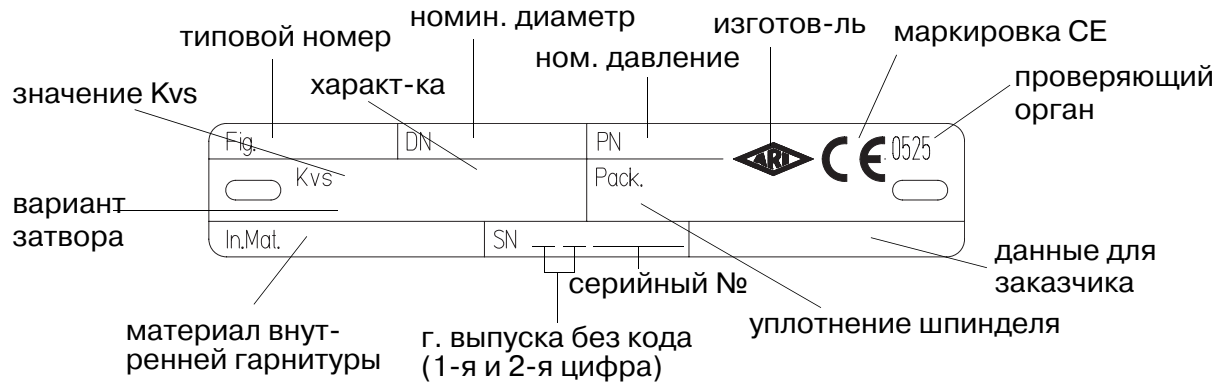 номин. диаметр
изготов-ль
типовой номер
маркировка CE
ном. давление
проверяющий
орган
характ-ка
значение Kvs
Fig.
DN
PN
ARI
CE
0525
Kvs
Pack.
вариант
затвора
In.Mat.
SN
данные для
заказчика
серийный №
уплотнение шпинделя
материал внут-
ренней гарнитуры
г. выпуска без кода
(1-я и 2-я цифра)